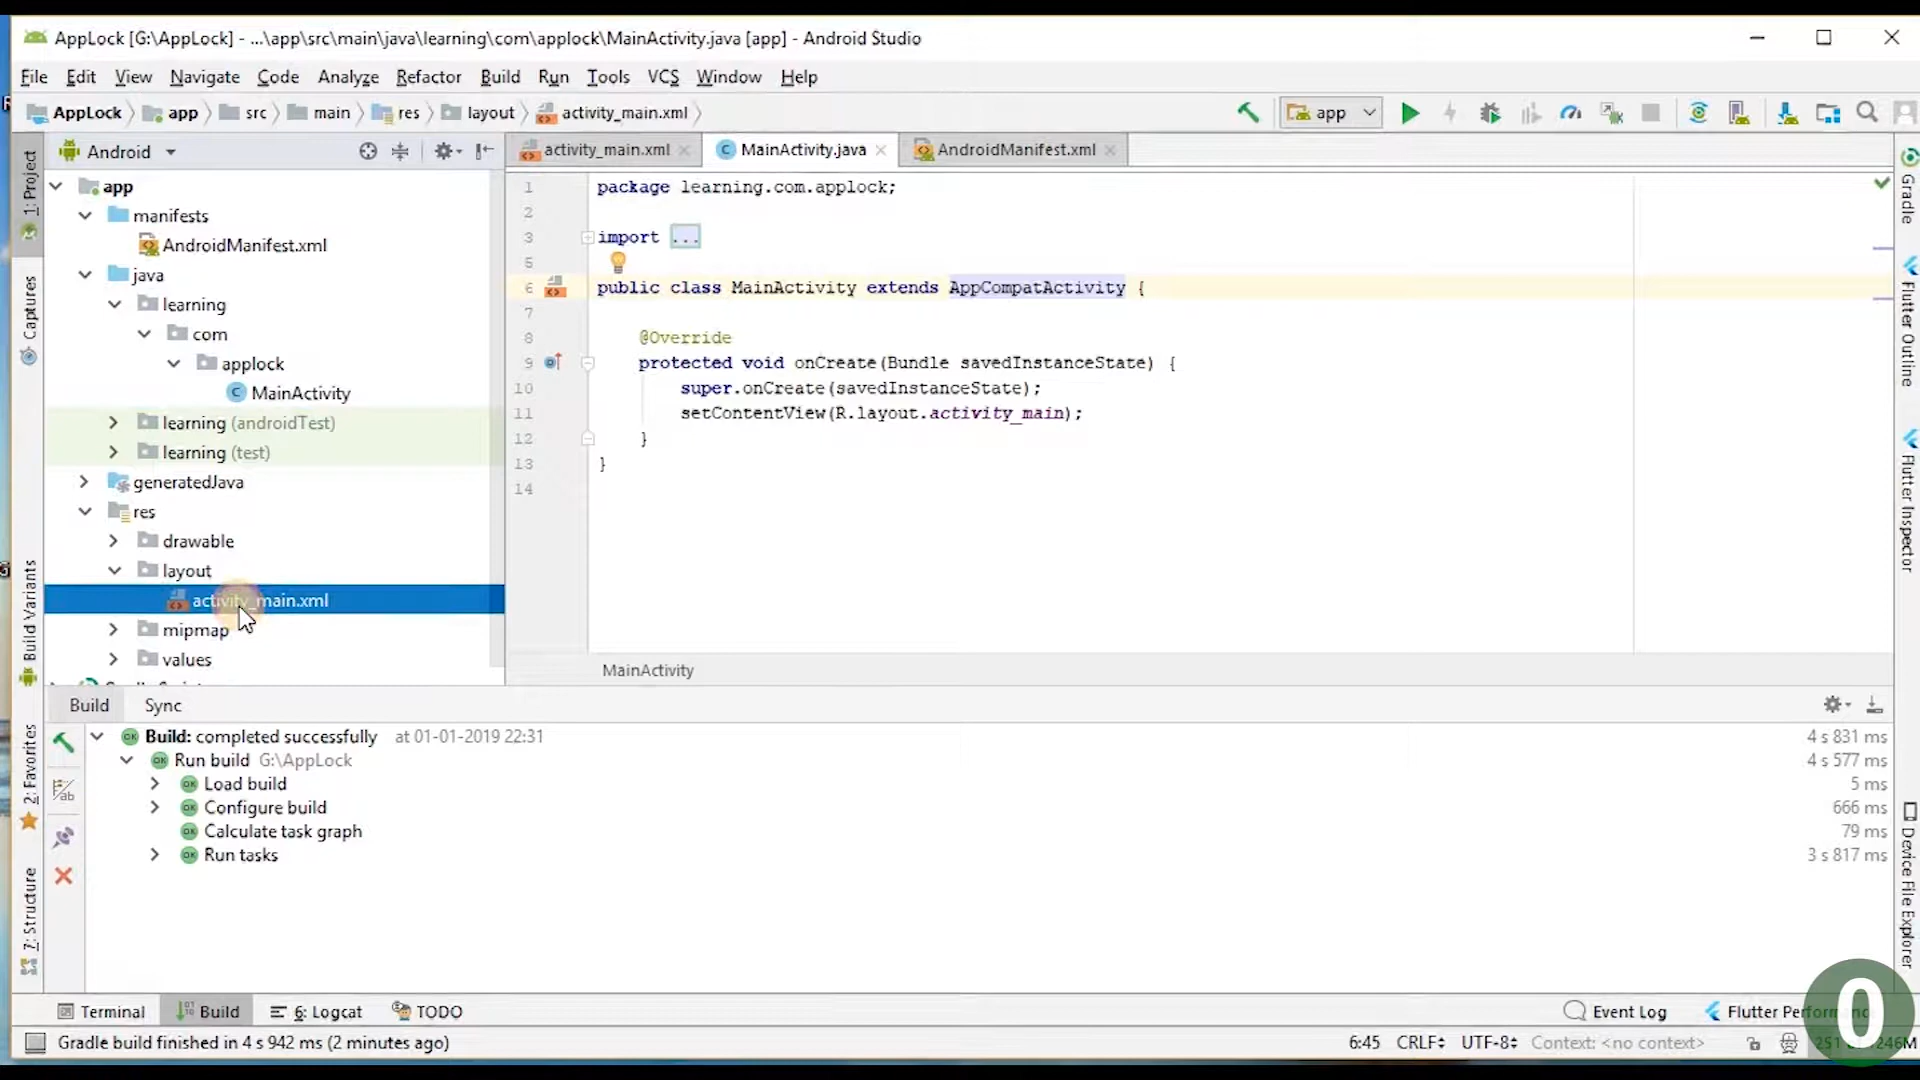 AppLock [G:\AppLock] - ...\app\src\main\java\learning\com\applock\MainActivity.java [app] - Android Studio
File Edit View Navigate Code Analyze Refactor Build Run Tools VCS Window Help
AppLock app src main res layout activity_main.xml
app
Android
activity_main.xml MainActivity.java AndroidManifest.xml
1: Project
Captures
Build Variants
2: Favorites
7: Structure
app
manifests
AndroidManifest.xml
java
learning
com
applock
MainActivity
learning (androidTest)
learning (test)
generatedJava
res
drawable
layout
activity_main.xml
mipmap
values
1 package learning.com.applock;
2
3 import ...
5
6 public class MainActivity extends AppCompatActivity {
7
8 @Override
9 protected void onCreate(Bundle savedInstanceState) {
10 super.onCreate(savedInstanceState);
11 setContentView(R.layout.activity_main);
12 }
13 }
14
MainActivity
Gradle
Flutter Outline
Flutter Inspector
Device File Explorer
Build Sync
Build: completed successfully at 01-01-2019 22:31 4 s 831 ms
Run build G:\AppLock 4 s 577 ms
Load build 5 ms
Configure build 666 ms
Calculate task graph 79 ms
Run tasks 3 s 817 ms
Terminal Build 6: Logcat TODO Event Log Flutter Perform
Gradle build finished in 4 s 942 ms (2 minutes ago) 6:45 CRLF UTF-8 Context: <no context>
0